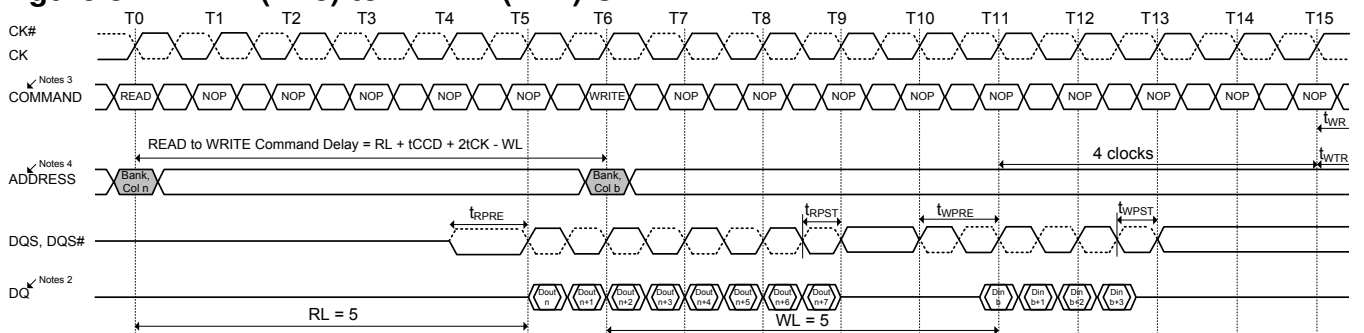 T0 T1 T2 T3 T4 T5 T6 T7 T8 T9 T10 T11 T12 T13 T14 T15
CK#
CK
Notes 3
COMMAND READ NOP NOP NOP NOP NOP WRITE NOP NOP NOP NOP NOP NOP NOP NOP NOP
tWR
READ to WRITE Command Delay = RL + tCCD + 2tCK - WL
4 clocks
tWTR
Notes 4
ADDRESS
Bank, Col n
Bank, Col b
tRPRE tRPST tWPRE tWPST
DQS, DQS#
Notes 2
DQ
Dout n
Dout n+1
Dout n+2
Dout n+3
Dout n+4
Dout n+5
Dout n+6
Dout n+7
Din b
Din b+1
Din b+2
Din b+3
RL = 5 WL = 5